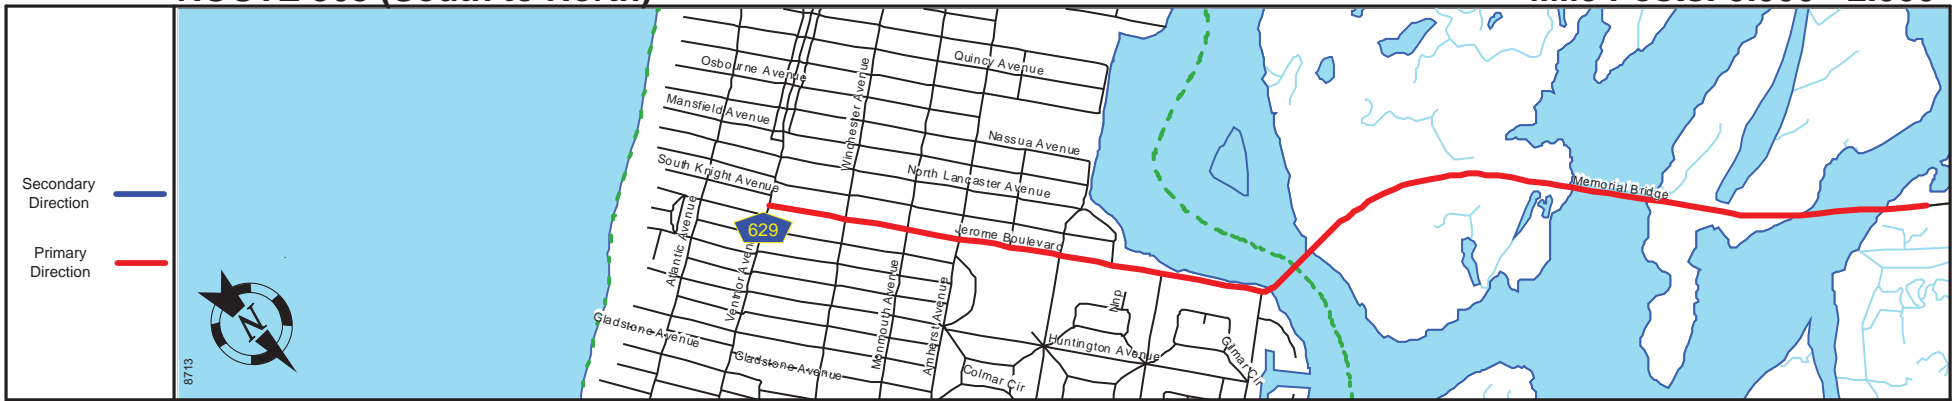 Secondary
Direction
Primary
Direction
8713
N
Osbourne Avenue
Mansfield Avenue
South Knight Avenue
Winchester Avenue
Quincy Avenue
Nassua Avenue
North Lancaster Avenue
629
Jerome Boulevard
Memorial Bridge
Atlantic Avenue
Monmouth Avenue
Amherst Avenue
Gladstone Avenue
Gladstone Avenue
Colmar Cir
Huntington Avenue
Gilmar Cir